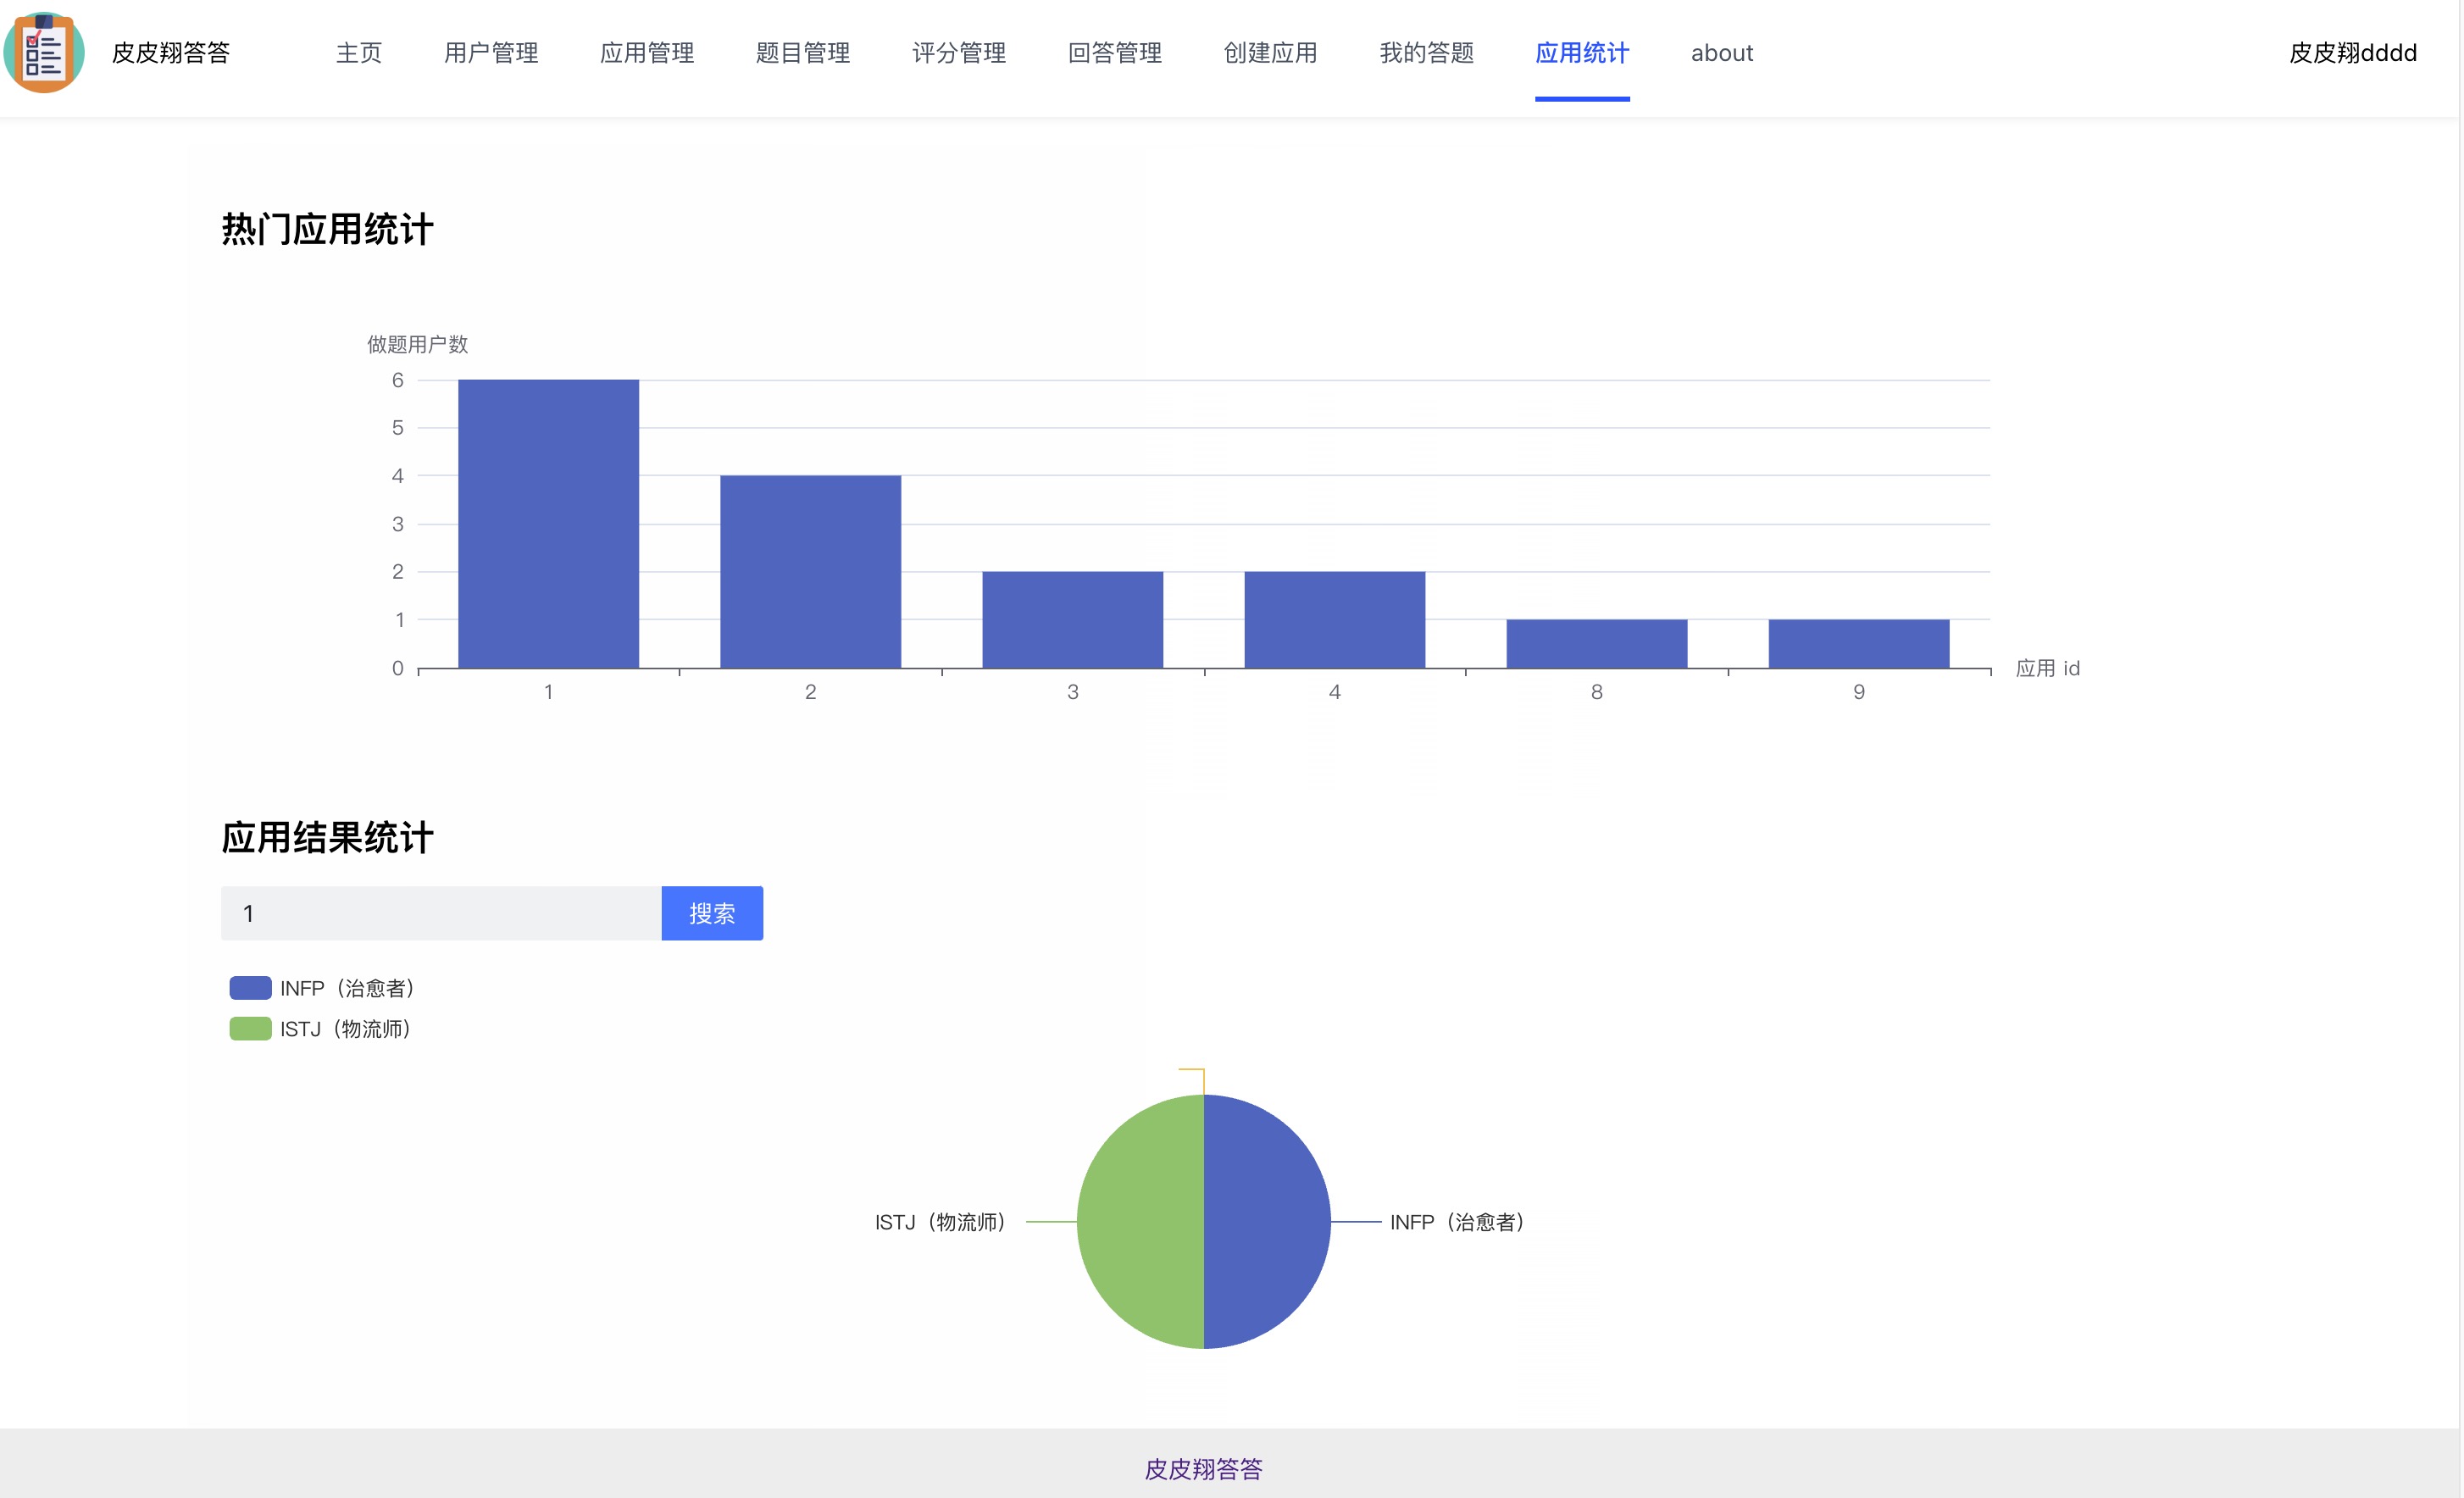 皮皮翔答答 主页 用户管理 应用管理 题目管理 评分管理 回答管理 创建应用 我的答题 应用统计 about 皮皮翔dddd
热门应用统计
做题用户数
6
5
4
3
2
1
0
1 2 3 4 8 9
应用 id
应用结果统计
1 搜索
INFP（治愈者）
ISTJ（物流师）
ISTJ（物流师） INFP（治愈者）
皮皮翔答答